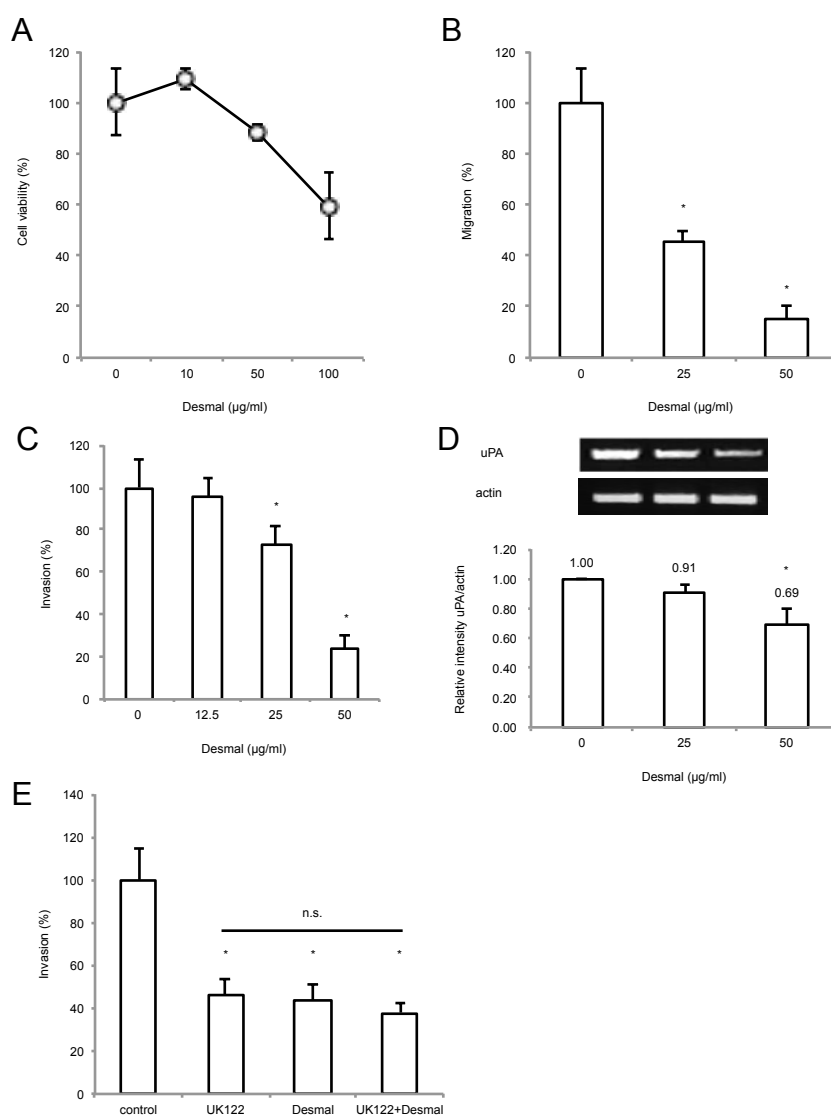 A
120
100
80
60
40
20
0
Cell viability (%)
0 10 50 100
Desmal (µg/ml)
B
120
100
80
60
40
20
0
Migration (%)
*
*
0 25 50
Desmal (µg/ml)
C
120
100
80
60
40
20
0
Invasion (%)
*
*
0 12.5 25 50
Desmal (µg/ml)
D
uPA
actin
1.20
1.00
0.80
0.60
0.40
0.20
0.00
Relative intensity uPA/actin
1.00
0.91
*
0.69
0 25 50
Desmal (µg/ml)
E
140
120
100
80
60
40
20
0
Invasion (%)
n.s.
* * *
control UK122 Desmal UK122+Desmal